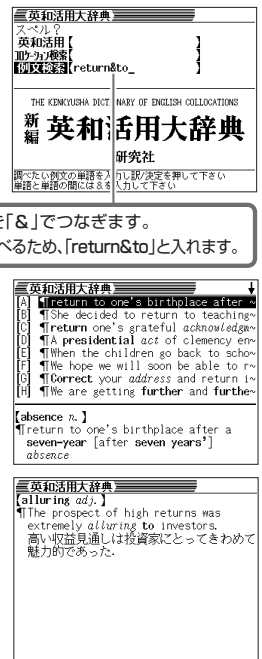 英和活用大辞典
スペル?
英和活用【 】
コロケーション検索【 】
例文検索【return&to_ 】
THE KENKYUSHA DICT NARY OF ENGLISH COLLOCATIONS
新編 英和活用大辞典
研究社
調べたい例文の単語を入力し訳/決定を押して下さい
単語と単語の間には&を入力して下さい
を「&」でつなぎます。
べるため、「return&to」と入れます。
英和活用大辞典
[A] ¶return to one's birthplace after ~
[B] ¶She decided to return to teaching~
[C] ¶return one's grateful acknowledgm~
[D] ¶A presidential act of clemency en~
[E] ¶When the children go back to scho~
[F] ¶We hope we will soon be able to r~
[G] ¶Correct your address and return i~
[H] ¶We are getting further and furthe~
【absence n.】
¶return to one's birthplace after a
seven-year [after seven years']
absence
英和活用大辞典
【alluring adj.】
¶The prospect of high returns was
extremely alluring to investors.
高い収益見通しは投資家にとってきわめて
魅力的であった.